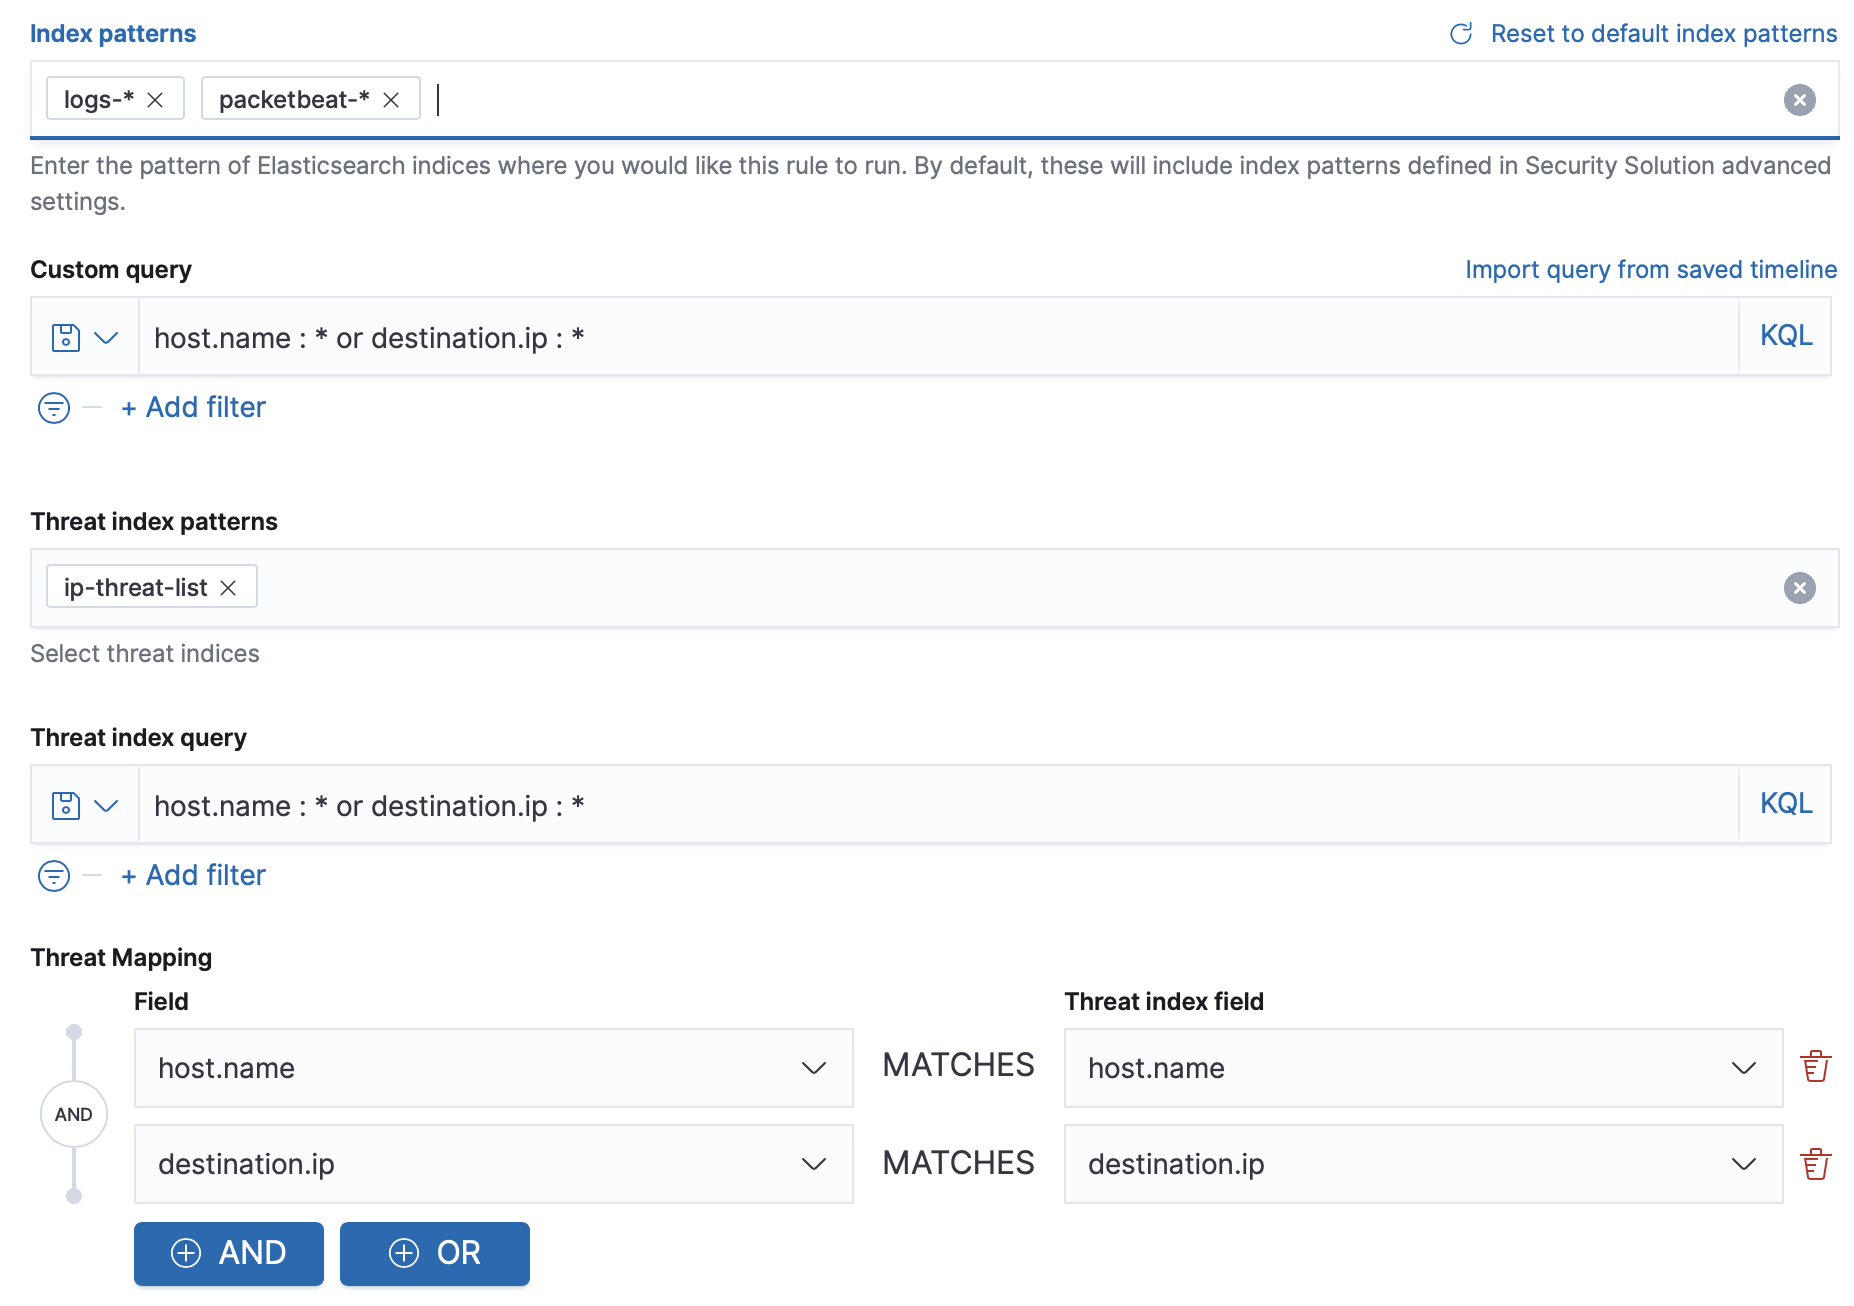 Index patterns
Reset to default index patterns
logs-*
packetbeat-*
Enter the pattern of Elasticsearch indices where you would like this rule to run. By default, these will include index patterns defined in Security Solution advanced
settings.
Custom query
Import query from saved timeline
host.name : * or destination.ip : *
KQL
+ Add filter
Threat index patterns
ip-threat-list
Select threat indices
Threat index query
host.name : * or destination.ip : *
KQL
+ Add filter
Threat Mapping
Field
Threat index field
host.name
MATCHES
host.name
AND
destination.ip
MATCHES
destination.ip
AND
OR